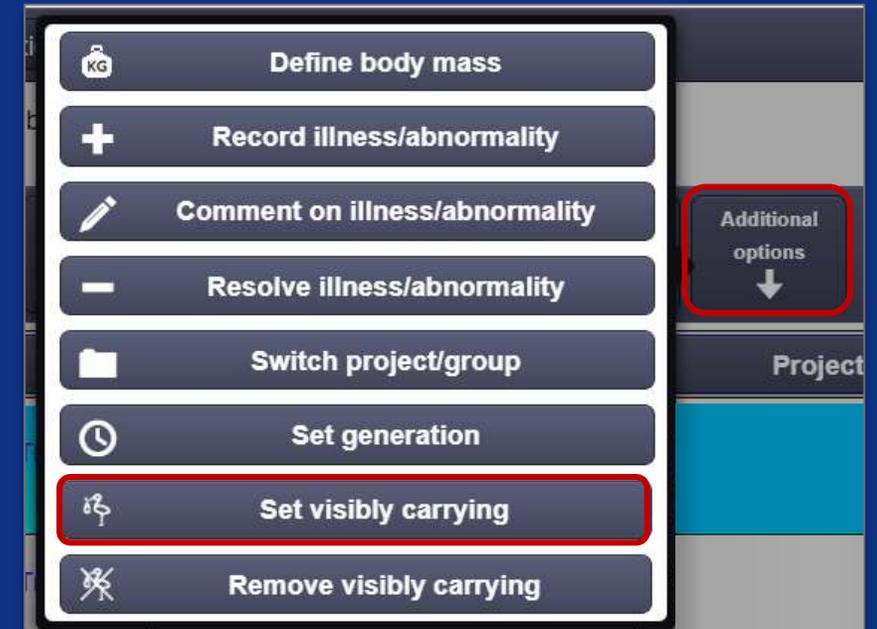 KG
Define body mass
Record illness/abnormality
Comment on illness/abnormality
Resolve illness/abnormality
Switch project/group
Set generation
Set visibly carrying
Remove visibly carrying
Additional
options
Project